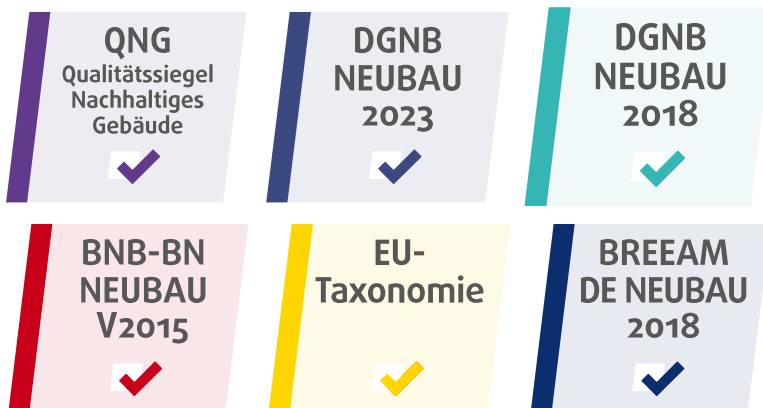 QNG
Qualitätssiegel
Nachhaltiges
Gebäude
DGNB
NEUBAU
2023
DGNB
NEUBAU
2018
BNB-BN
NEUBAU
V2015
EU-
Taxonomie
BREEAM
DE NEUBAU
2018